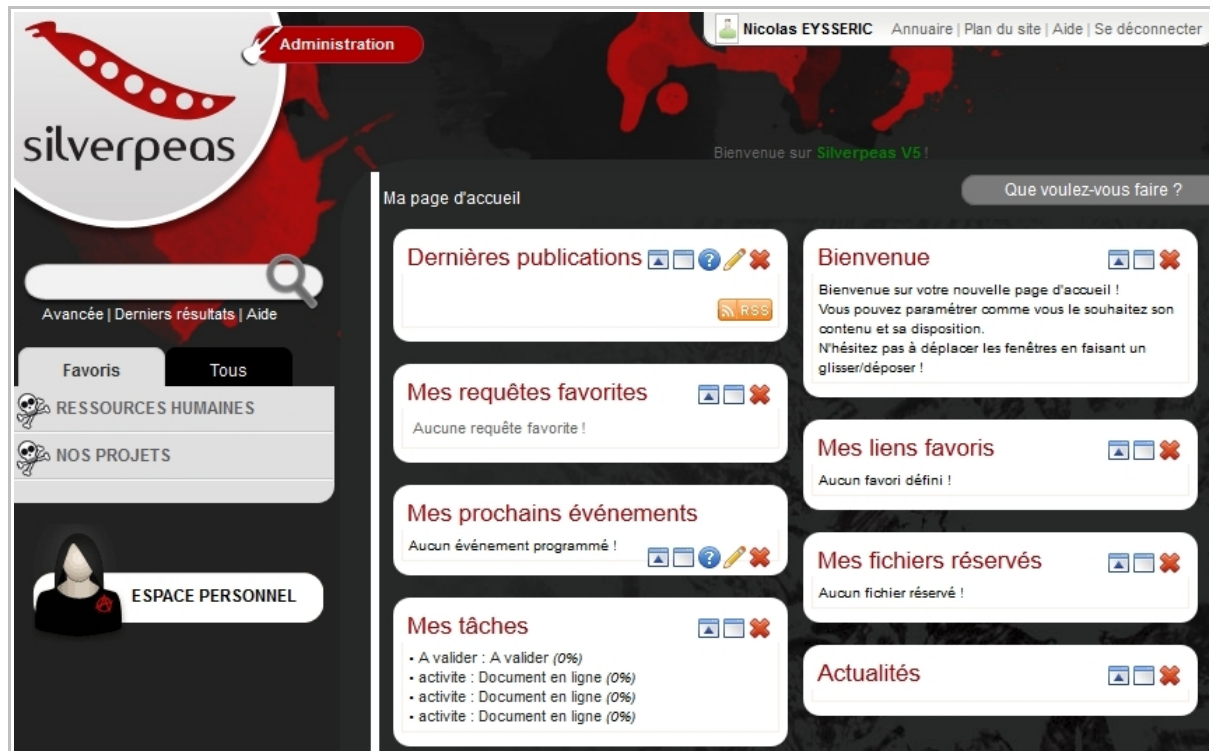 silverpeas
Administration
Nicolas EYSSERIC Annuaire | Plan du site | Aide | Se déconnecter
Bienvenue sur Silverpeas V5 !
Ma page d'accueil
Que voulez-vous faire ?
Avancée | Derniers résultats | Aide
Favoris Tous
RESSOURCES HUMAINES
NOS PROJETS
ESPACE PERSONNEL
Dernières publications
RSS
Mes requêtes favorites
Aucune requête favorite !
Mes prochains événements
Aucun événement programmé !
Mes tâches
• A valider : A valider (0%)
• activite : Document en ligne (0%)
• activite : Document en ligne (0%)
• activite : Document en ligne (0%)
Bienvenue
Bienvenue sur votre nouvelle page d'accueil !
Vous pouvez paramétrer comme vous le souhaitez son
contenu et sa disposition.
N'hésitez pas à déplacer les fenêtres en faisant un
glisser/déposer !
Mes liens favoris
Aucun favori défini !
Mes fichiers réservés
Aucun fichier réservé !
Actualités